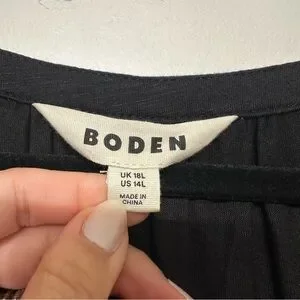 BODEN
UK 18L
US 14L
MADE IN
CHINA